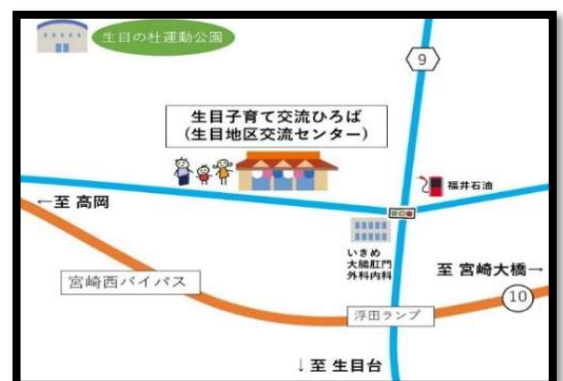 生目の杜運動公園
9
生目子育て交流ひろば
(生目地区交流センター)
福井石油
←至 高岡
いきめ
大腸肛門
外科内科
至 宮崎大橋→
宮崎西バイパス
10
浮田ランプ
↓至 生目台